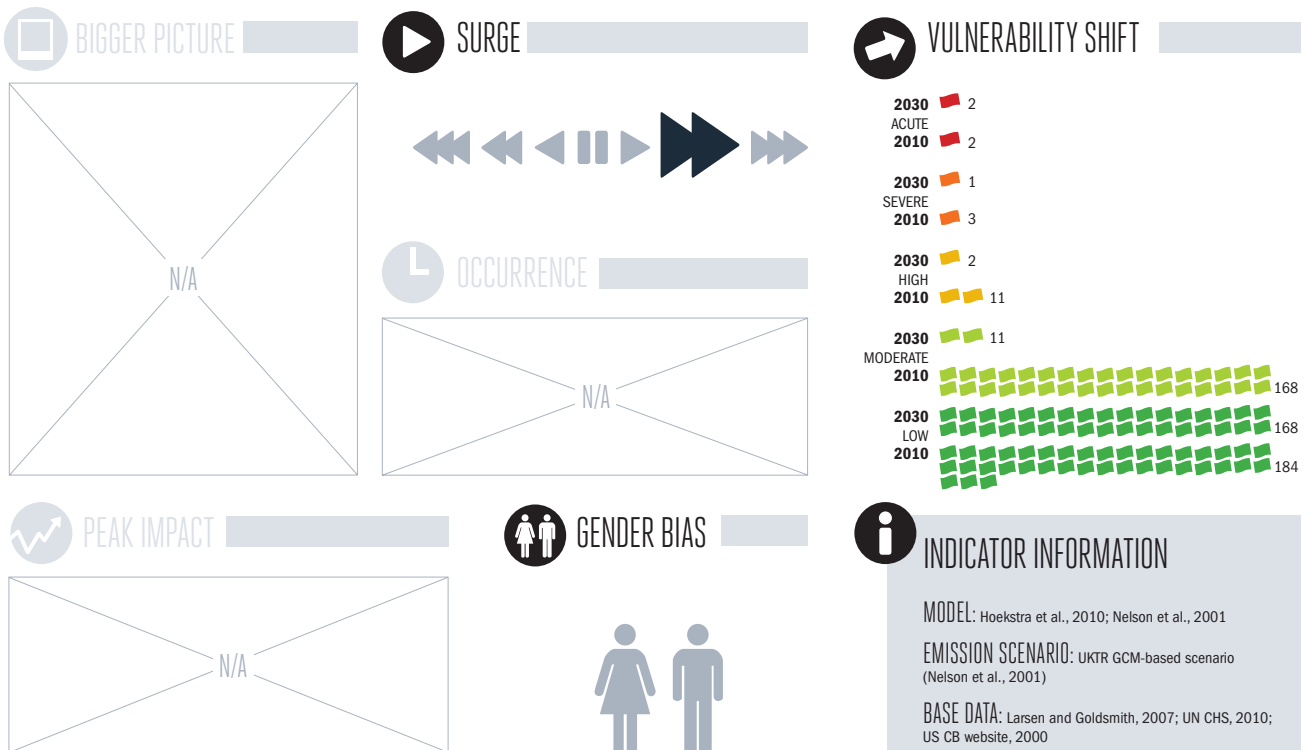 BIGGER PICTURE
N/A
SURGE
OCCURRENCE
N/A
VULNERABILITY SHIFT
2030 2
ACUTE
2010 2
2030 1
SEVERE
2010 3
2030 2
HIGH
2010 11
2030 11
MODERATE
2010 168
2030 168
LOW
2010 184
PEAK IMPACT
N/A
GENDER BIAS
INDICATOR INFORMATION
MODEL: Hoekstra et al., 2010; Nelson et al., 2001
EMISSION SCENARIO: UKTR GCM-based scenario
(Nelson et al., 2001)
BASE DATA: Larsen and Goldsmith, 2007; UN CHS, 2010;
US CB website, 2000